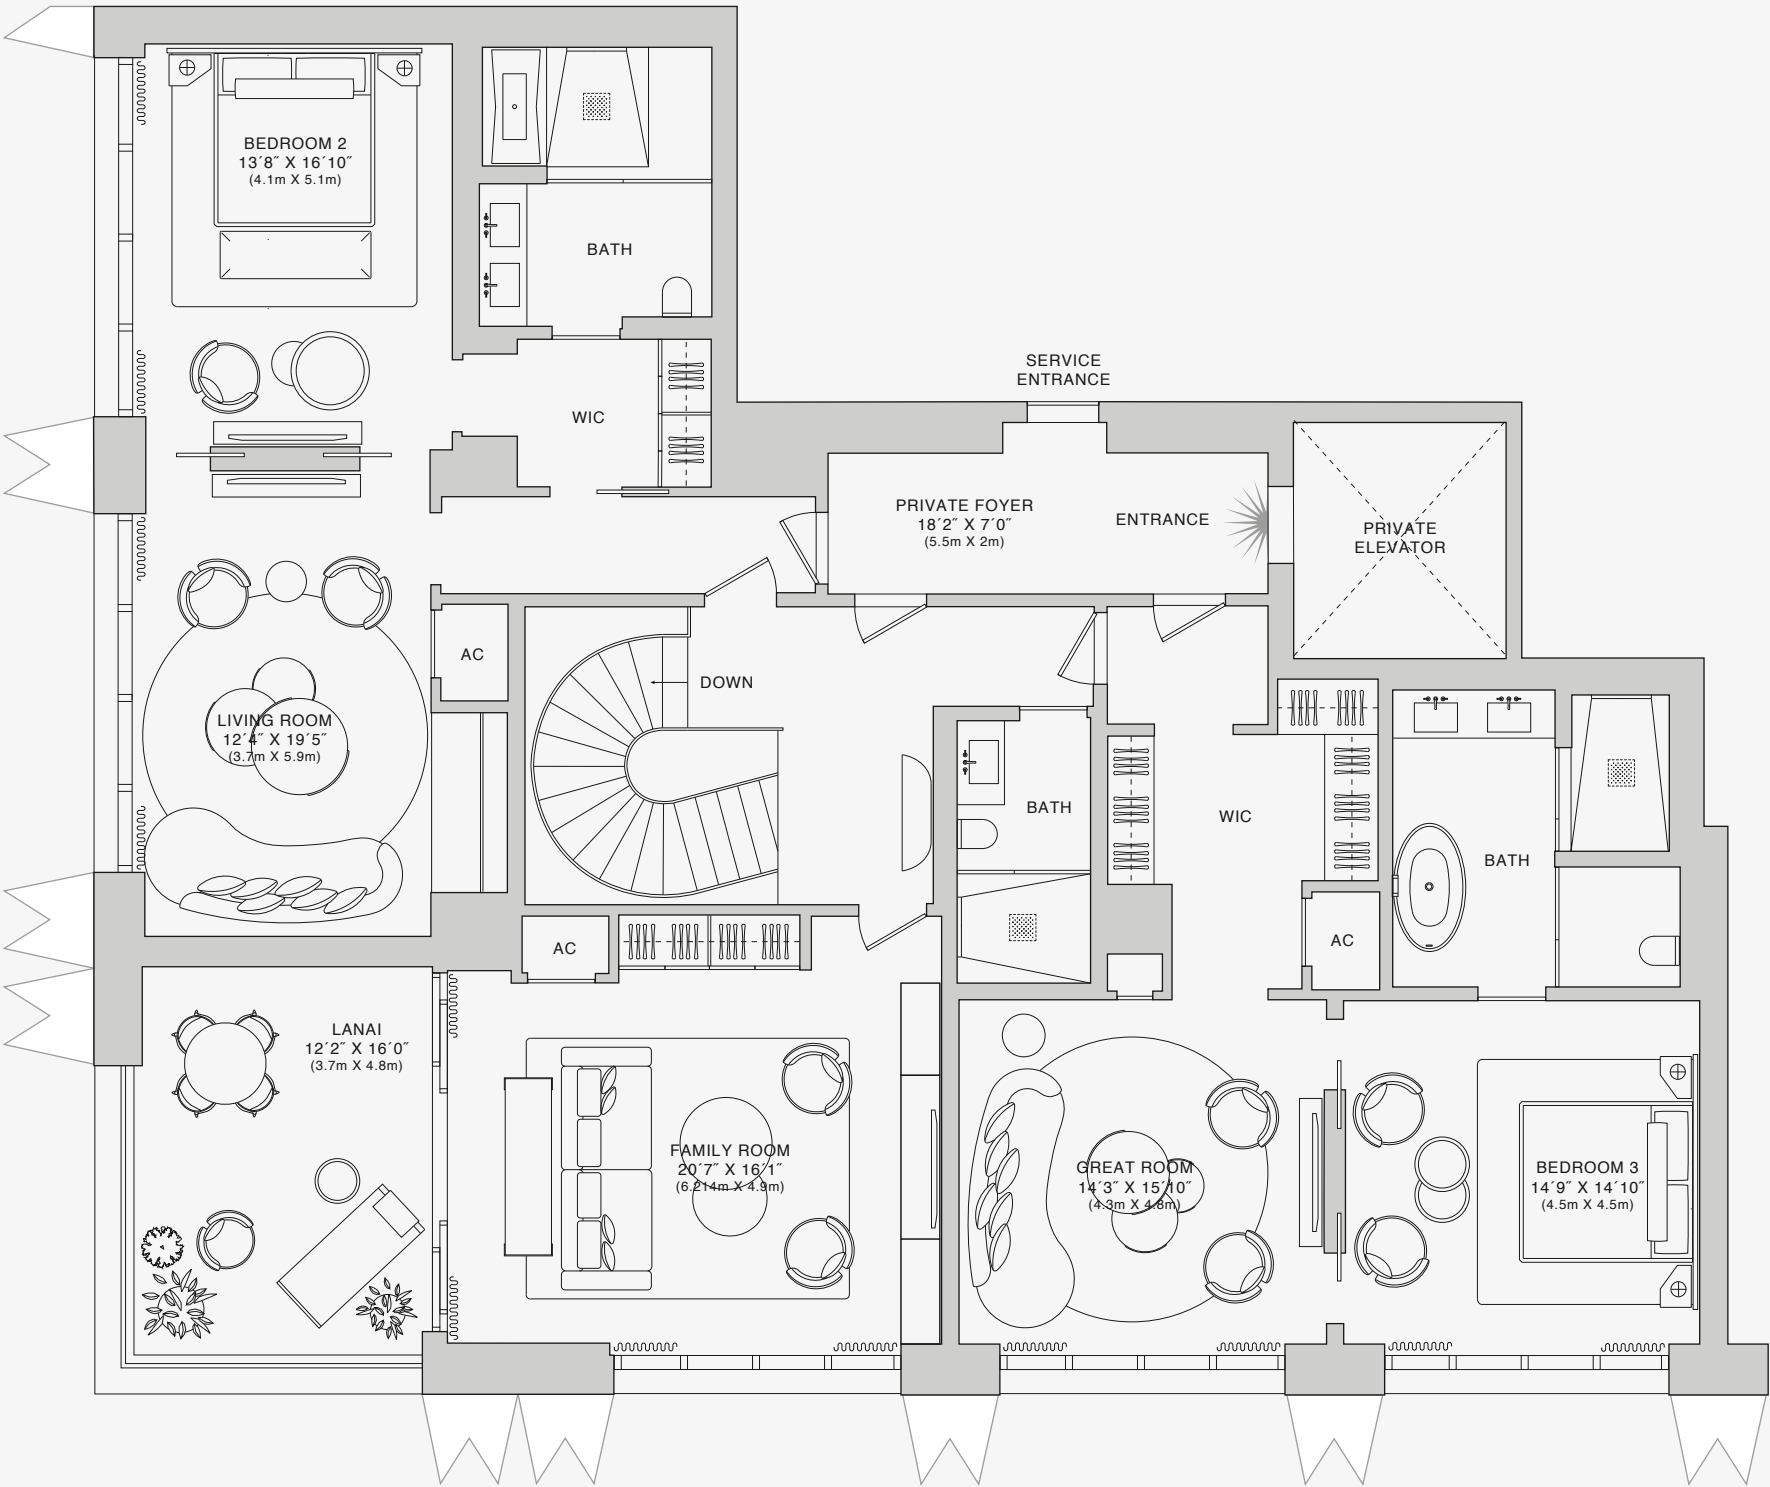 BEDROOM 2
13´8˝ X 16´10˝
(4.1m X 5.1m)
BATH
SERVICE
ENTRANCE
WIC
PRIVATE FOYER
18´2˝ X 7´0˝
(5.5m X 2m)
ENTRANCE
PRIVATE
ELEVATOR
AC
DOWN
LIVING ROOM
12´4˝ X 19´5˝
(3.7m X 5.9m)
BATH
WIC
BATH
AC
AC
LANAI
12´2˝ X 16´0˝
(3.7m X 4.8m)
FAMILY ROOM
20´7˝ X 16´1˝
(6.214m X 4.9m)
GREAT ROOM
14´3˝ X 15´10˝
(4.3m X 4.8m)
BEDROOM 3
14´9˝ X 14´10˝
(4.5m X 4.5m)